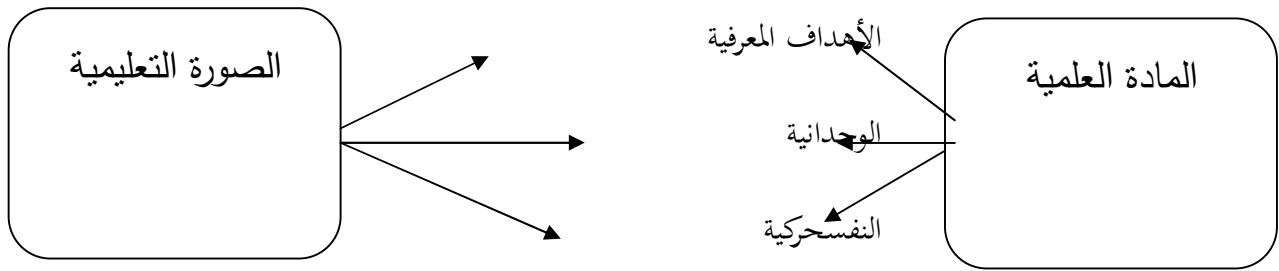 المادة العلمية
الأهداف المعرفية
الوجدانية
النفسحركية
الصورة التعليمية